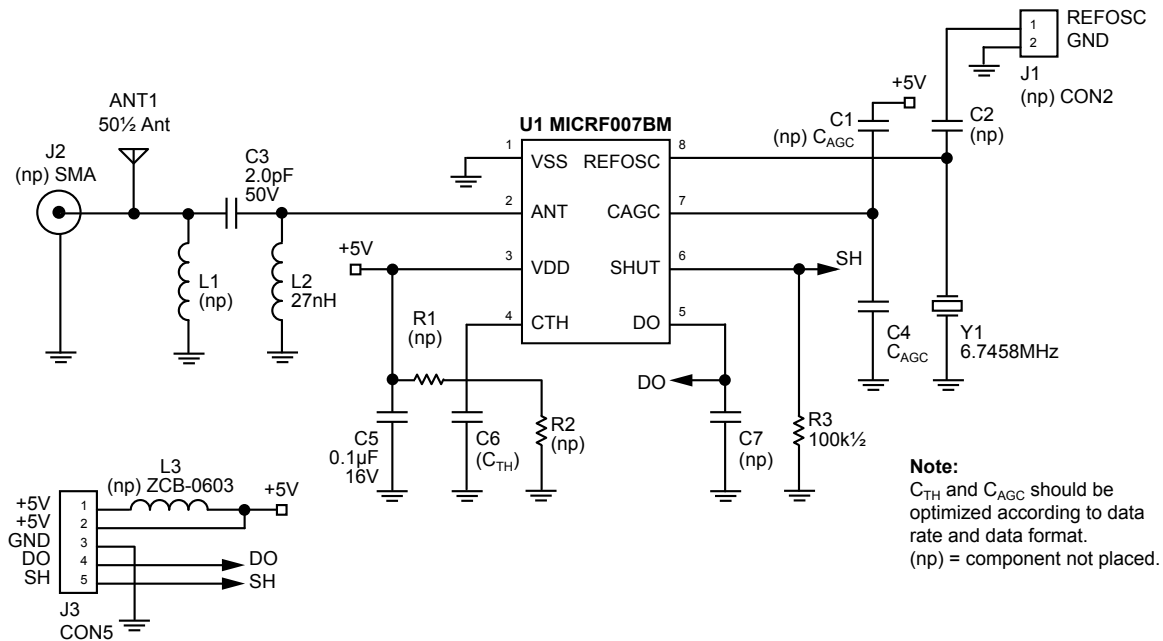 REFOSC
GND
1
2
J1
(np) CON2
ANT1
50½ Ant
J2
(np) SMA
C3
2.0pF
50V
L1
(np)
L2
27nH
U1 MICRF007BM
1
VSS
REFOSC
8
2
ANT
CAGC
7
3
VDD
SHUT
6
4
CTH
DO
5
+5V
C1
(np) CAGC
C2
(np)
SH
C4
CAGC
Y1
6.7458MHz
+5V
R1
(np)
C5
0.1µF
16V
C6
(CTH)
R2
(np)
DO
C7
(np)
R3
100k½
L3
(np) ZCB-0603
+5V
+5V
1
+5V
2
GND
3
DO
4
DO
SH
5
SH
J3
CON5
Note:
CTH and CAGC should be
optimized according to data
rate and data format.
(np) = component not placed.